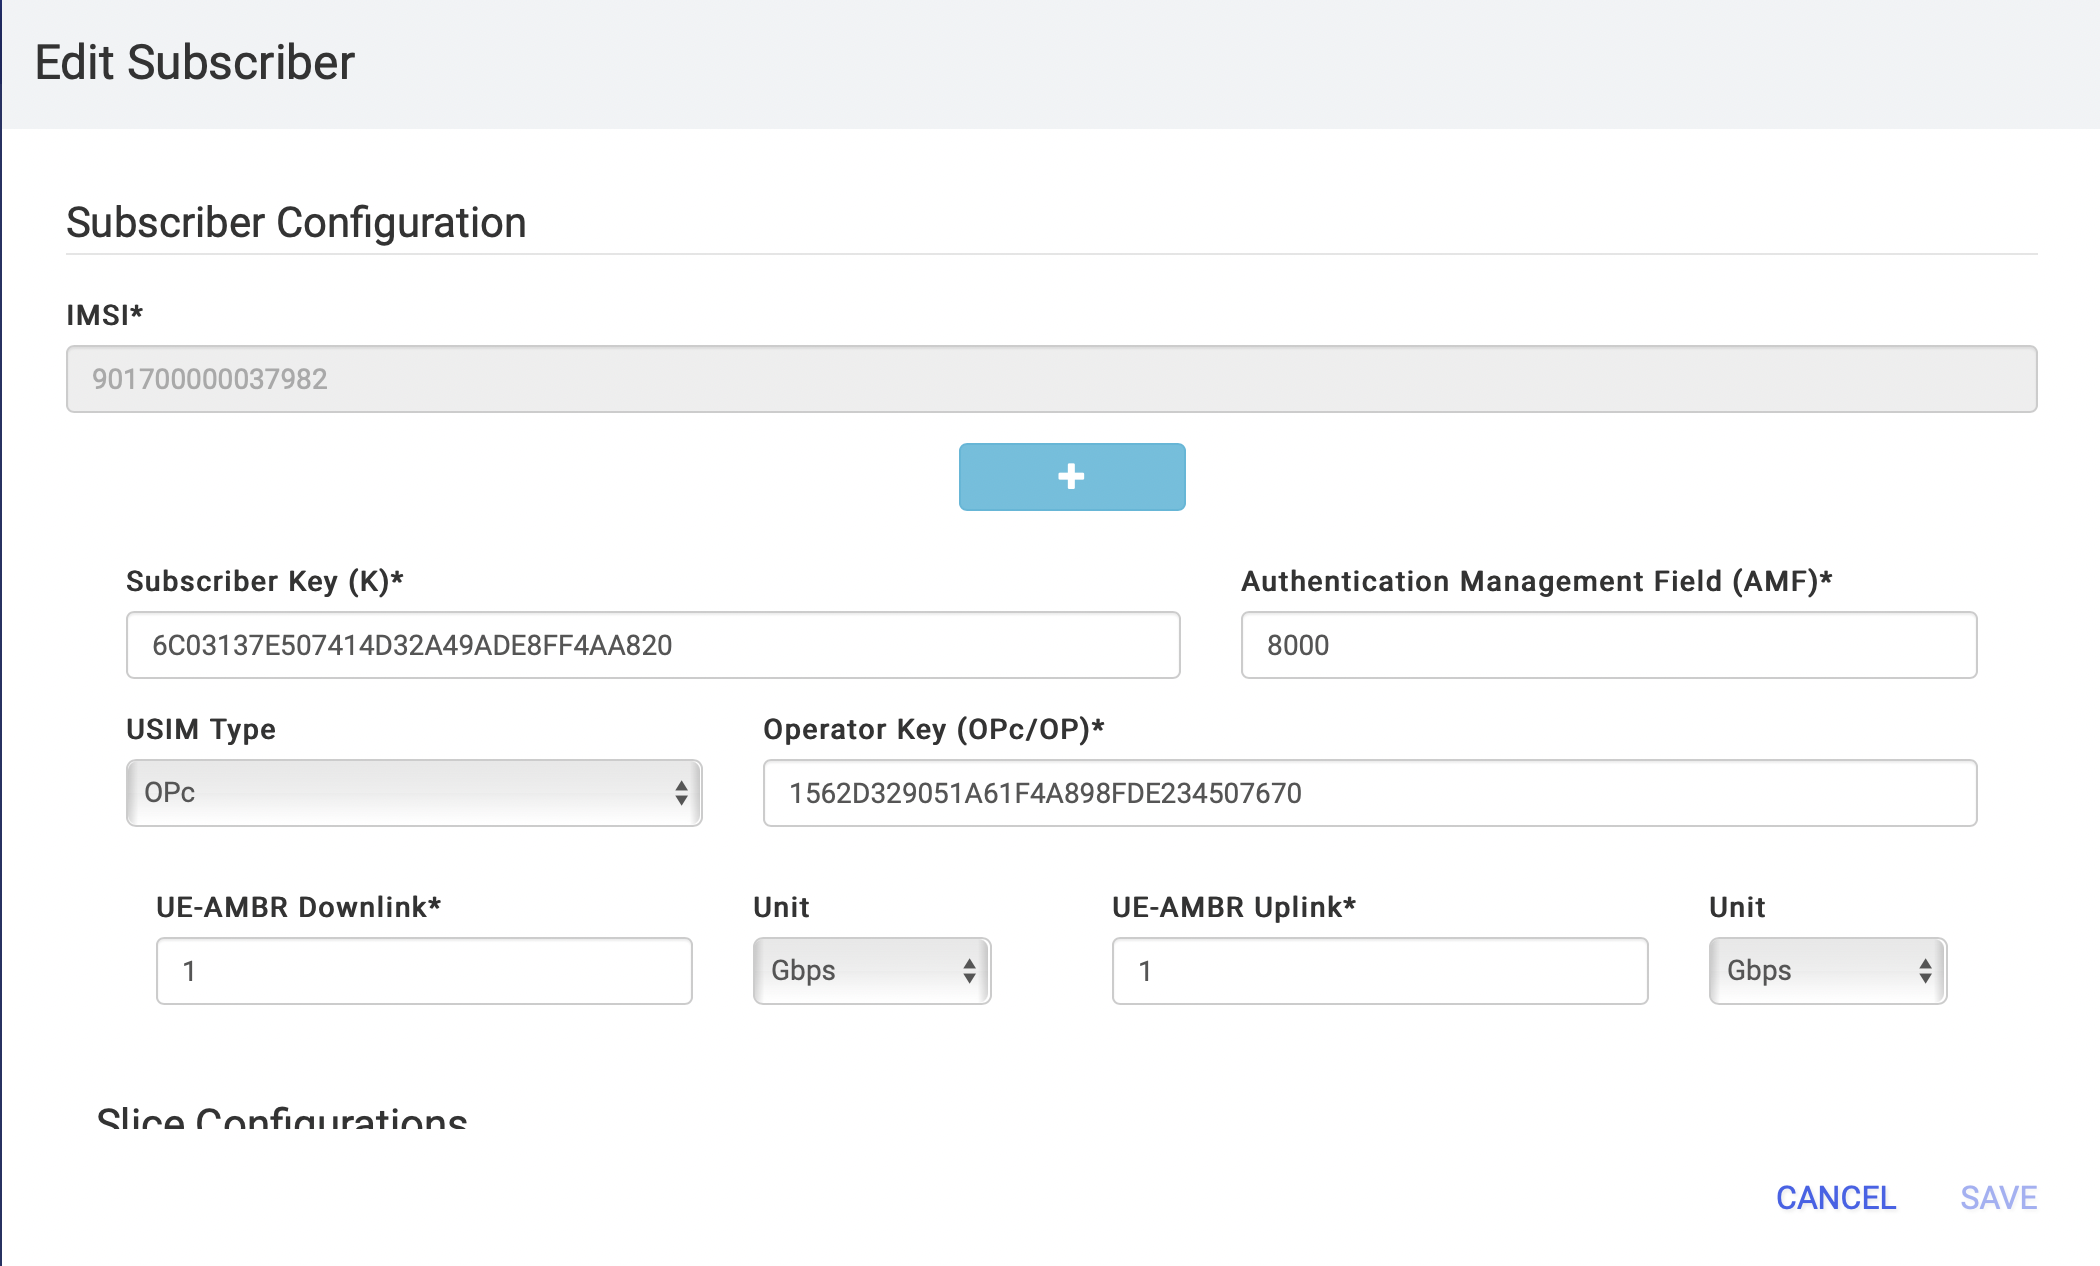 Edit Subscriber
Subscriber Configuration
IMSI*
901700000037982
Subscriber Key (K)*
Authentication Management Field (AMF)*
6C03137E507414D32A49ADE8FF4AA820
8000
USIM Type
Operator Key (OPc/OP)*
OPc
1562D329051A61F4A898FDE234507670
UE-AMBR Downlink*
Unit
UE-AMBR Uplink*
Unit
1
Gbps
1
Gbps
Slice Configurations
CANCEL
SAVE